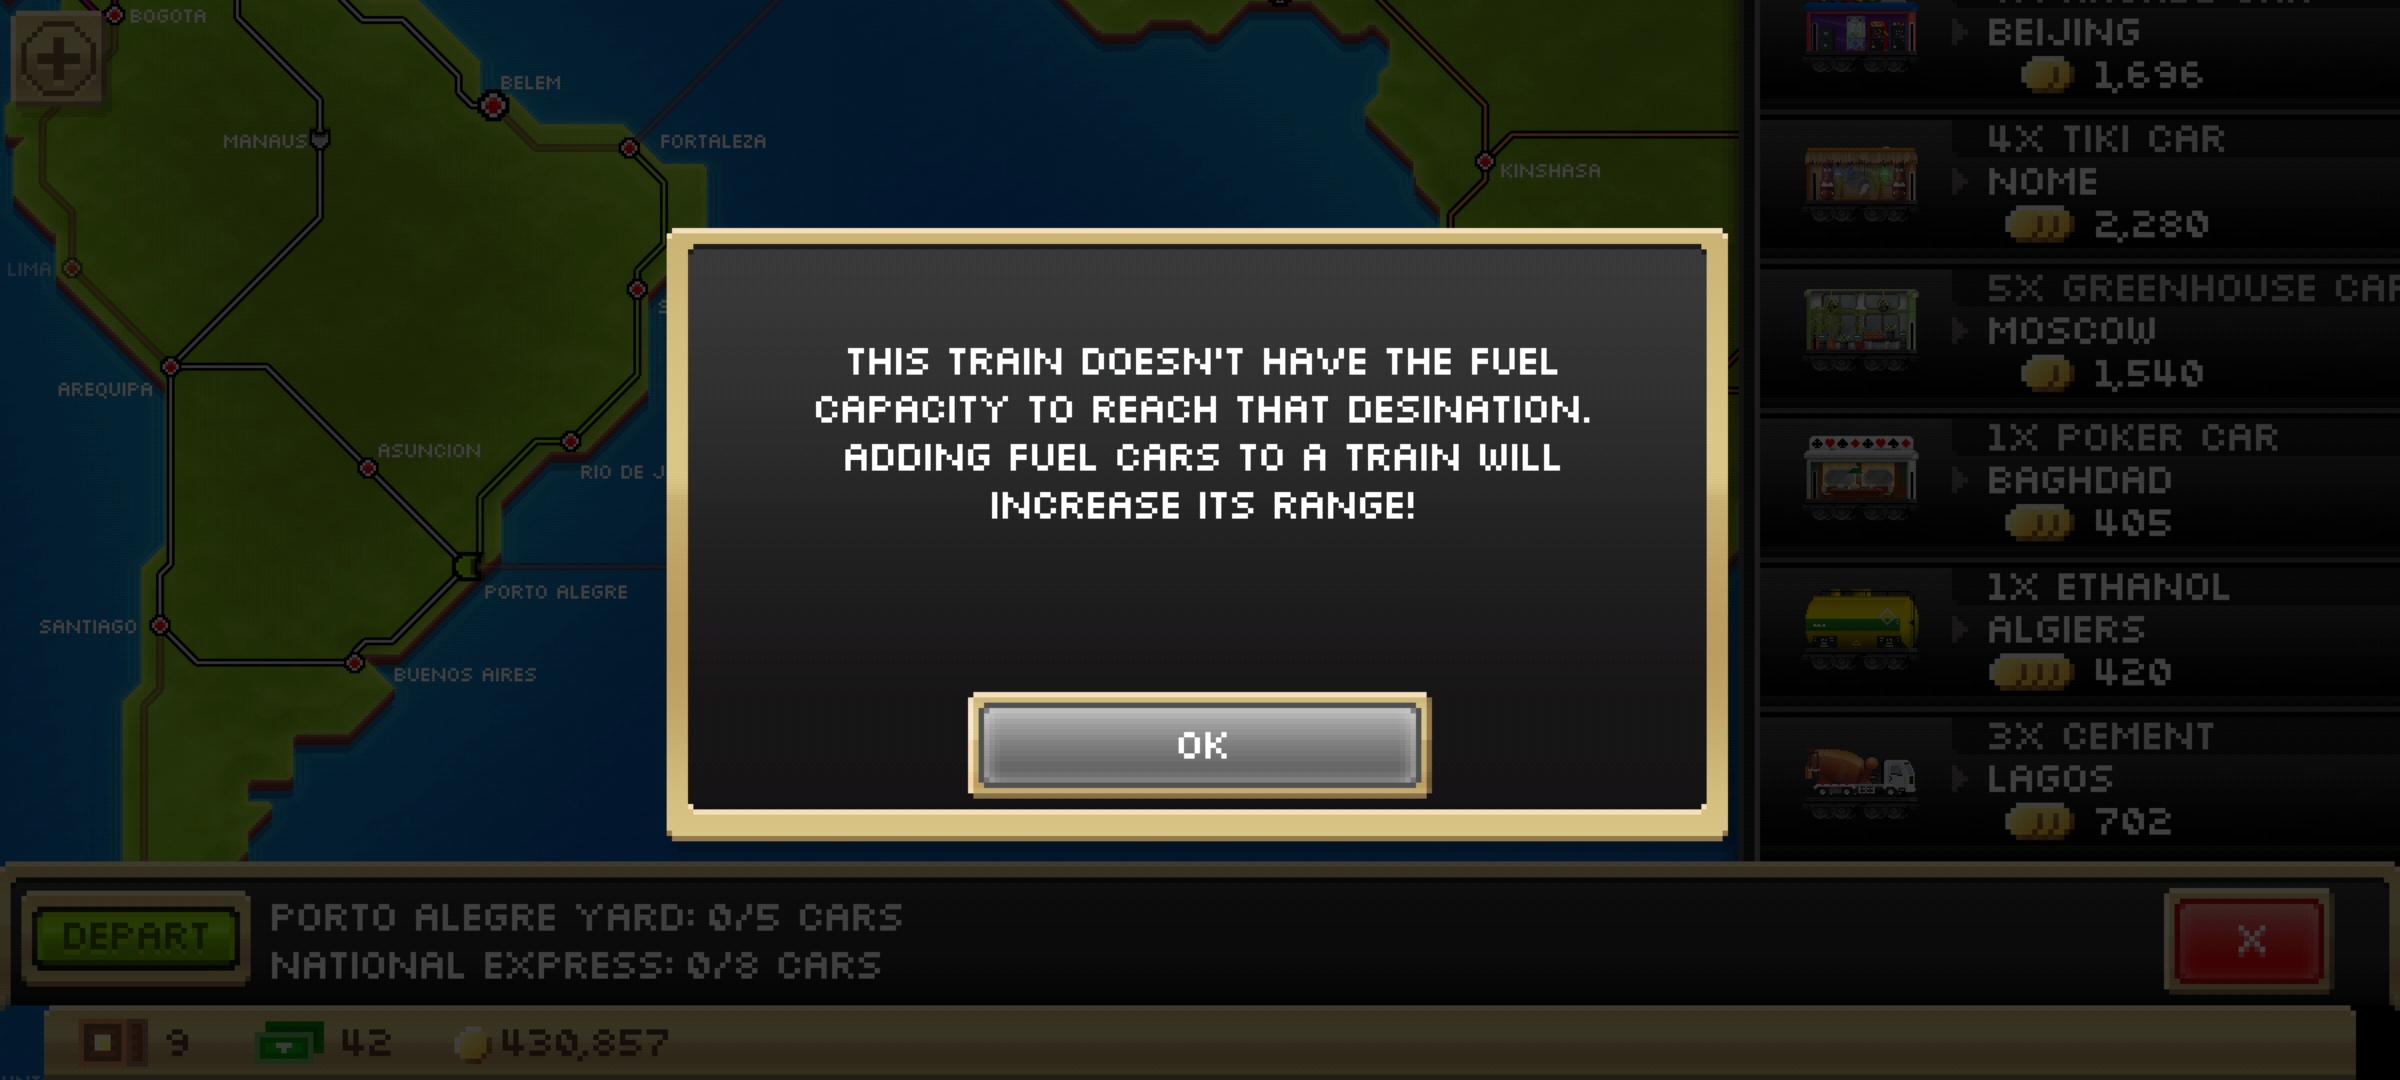 BOGOTA
BELEM
MANAUS
FORTALEZA
KINSHASA
LIMA
AREQUIPA
ASUNCION
RIO DE J
PORTO ALEGRE
SANTIAGO
BUENOS AIRES
THIS TRAIN DOESN'T HAVE THE FUEL
CAPACITY TO REACH THAT DESINATION.
ADDING FUEL CARS TO A TRAIN WILL
INCREASE ITS RANGE!
OK
BEIJING
1,696
4X TIKI CAR
NOME
2,280
5X GREENHOUSE CAR
MOSCOW
1,540
1X POKER CAR
BAGHDAD
405
1X ETHANOL
ALGIERS
420
3X CEMENT
LAGOS
702
DEPART
PORTO ALEGRE YARD: 0/5 CARS
NATIONAL EXPRESS: 0/8 CARS
X
9
42
430,857